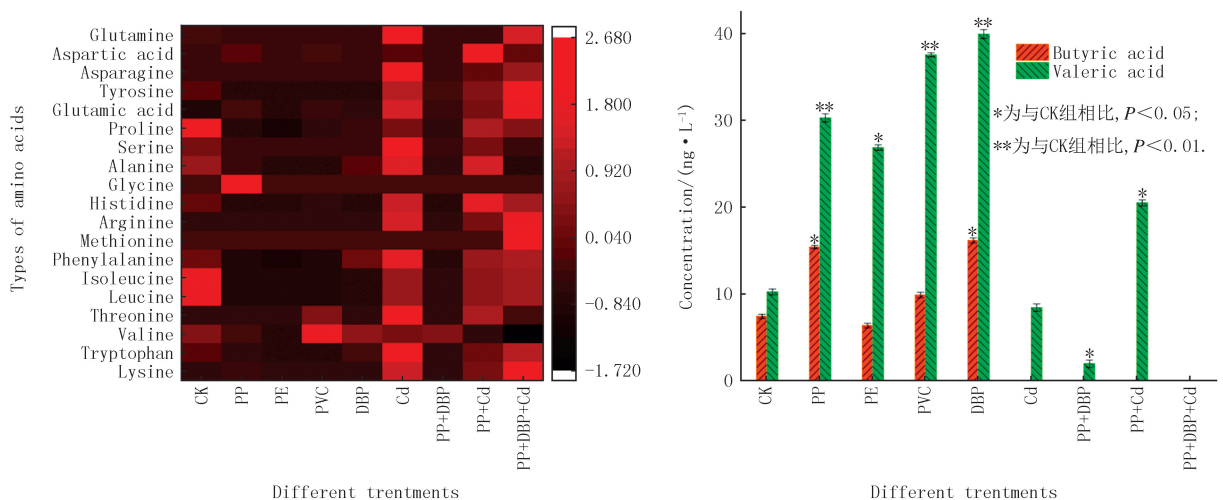 Types of amino acids
Glutamine
Aspartic acid
Asparagine
Tyrosine
Glutamic acid
Proline
Serine
Alanine
Glycine
Histidine
Arginine
Methionine
Phenylalanine
Isoleucine
Leucine
Threonine
Valine
Tryptophan
Lysine
CK
PP
PE
PVC
DBP
Cd
PP+DBP
PP+Cd
PP+DBP+Cd
Different trentments
2.680
1.800
0.920
0.040
-0.840
-1.720
Concentration/(ng·L⁻¹)
40
30
20
10
0
** 
**
*
**
*
*
*
*
Butyric acid
Valeric acid
*为与CK组相比,P<0.05;
**为与CK组相比,P<0.01.
CK
PP
PE
PVC
DBP
Cd
PP+DBP
PP+Cd
PP+DBP+Cd
Different trentments